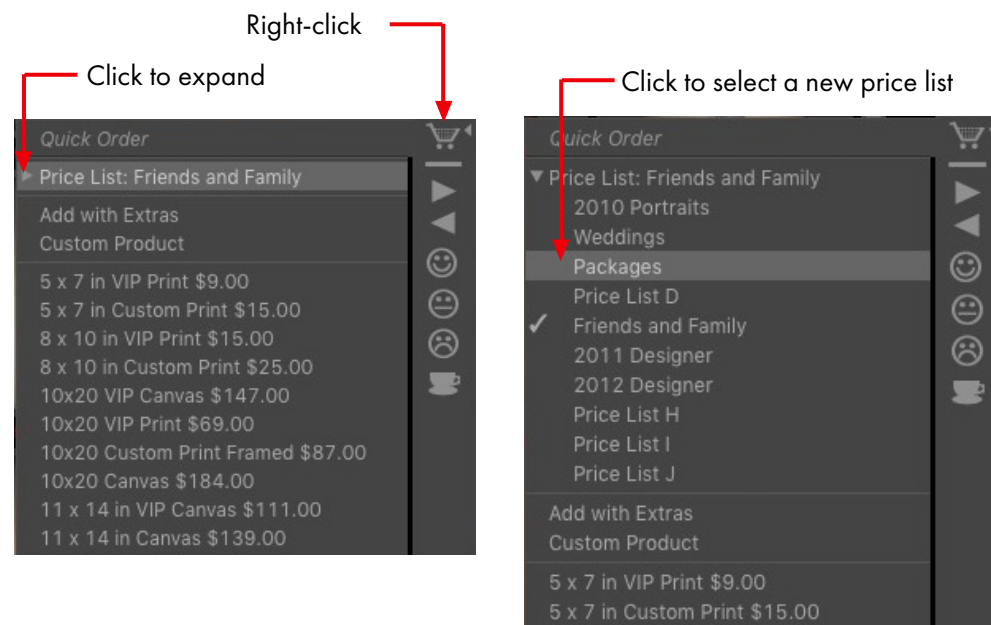 Right-click
Click to expand
Quick Order
Price List: Friends and Family
Add with Extras
Custom Product
5 x 7 in VIP Print $9.00
5 x 7 in Custom Print $15.00
8 x 10 in VIP Print $15.00
8 x 10 in Custom Print $25.00
10x20 VIP Canvas $147.00
10x20 VIP Print $69.00
10x20 Custom Print Framed $87.00
10x20 Canvas $184.00
11 x 14 in VIP Canvas $111.00
11 x 14 in Canvas $139.00
Click to select a new price list
Quick Order
Price List: Friends and Family
2010 Portraits
Weddings
Packages
Price List D
Friends and Family
2011 Designer
2012 Designer
Price List H
Price List I
Price List J
Add with Extras
Custom Product
5 x 7 in VIP Print $9.00
5 x 7 in Custom Print $15.00